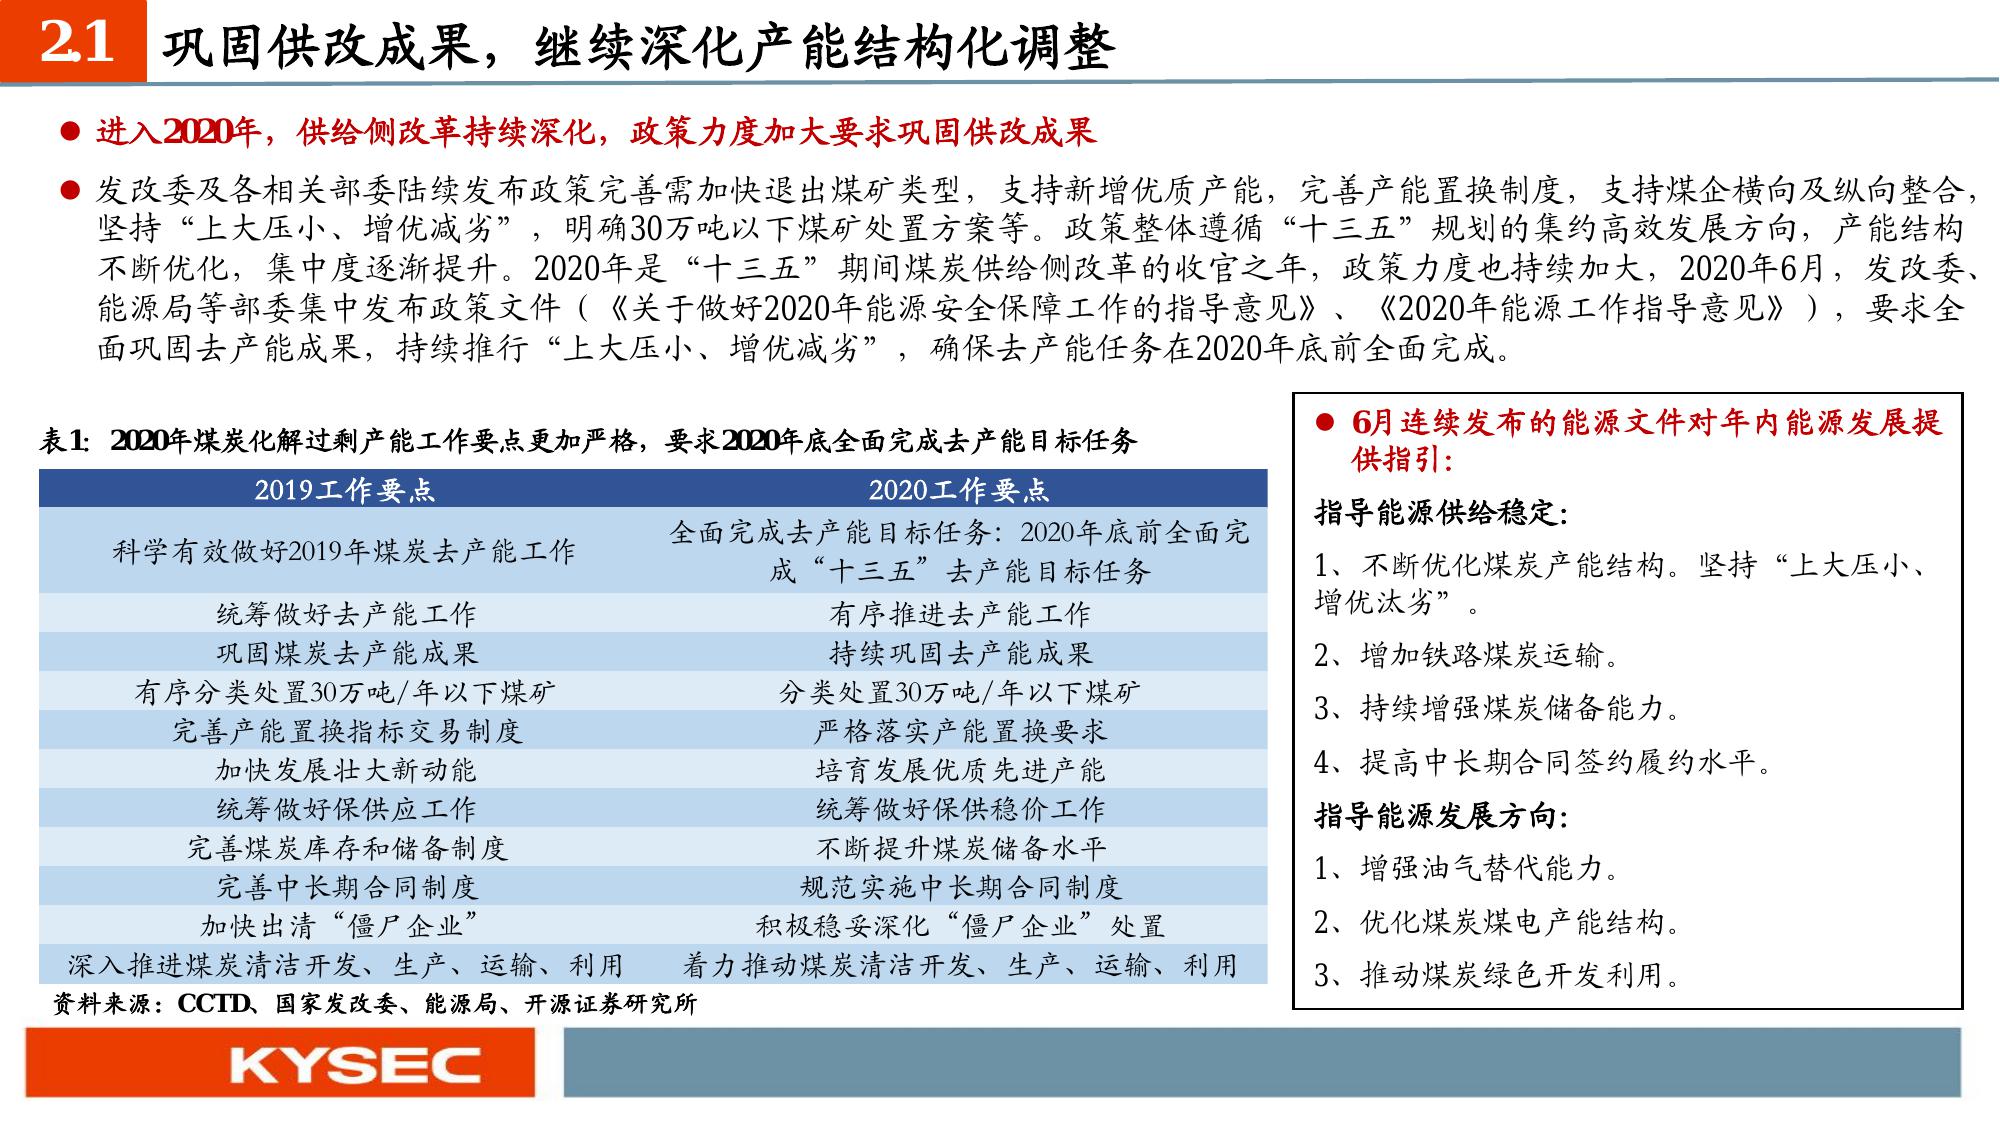 2.1 巩固供改成果，继续深化产能结构化调整
● 进入2020年，供给侧改革持续深化，政策力度加大要求巩固供改成果
● 发改委及各相关部委陆续发布政策完善需加快退出煤矿类型，支持新增优质产能，完善产能置换制度，支持煤企横向及纵向整合，
坚持“上大压小、增优减劣”，明确30万吨以下煤矿处置方案等。政策整体遵循“十三五”规划的集约高效发展方向，产能结构
不断优化，集中度逐渐提升。2020年是“十三五”期间煤炭供给侧改革的收官之年，政策力度也持续加大，2020年6月，发改委、
能源局等部委集中发布政策文件（《关于做好2020年能源安全保障工作的指导意见》、《2020年能源工作指导意见》），要求全
面巩固去产能成果，持续推行“上大压小、增优减劣”，确保去产能任务在2020年底前全面完成。
表1：2020年煤炭化解过剩产能工作要点更加严格，要求2020年底全面完成去产能目标任务
2019工作要点 2020工作要点
科学有效做好2019年煤炭去产能工作 全面完成去产能目标任务：2020年底前全面完
成“十三五”去产能目标任务
统筹做好去产能工作 有序推进去产能工作
巩固煤炭去产能成果 持续巩固去产能成果
有序分类处置30万吨/年以下煤矿 分类处置30万吨/年以下煤矿
完善产能置换指标交易制度 严格落实产能置换要求
加快发展壮大新动能 培育发展优质先进产能
统筹做好保供应工作 统筹做好保供稳价工作
完善煤炭库存和储备制度 不断提升煤炭储备水平
完善中长期合同制度 规范实施中长期合同制度
加快出清“僵尸企业” 积极稳妥深化“僵尸企业”处置
深入推进煤炭清洁开发、生产、运输、利用 着力推动煤炭清洁开发、生产、运输、利用
资料来源：CCTD、国家发改委、能源局、开源证券研究所
● 6月连续发布的能源文件对年内能源发展提
供指引：
指导能源供给稳定：
1、不断优化煤炭产能结构。坚持“上大压小、
增优汰劣”。
2、增加铁路煤炭运输。
3、持续增强煤炭储备能力。
4、提高中长期合同签约履约水平。
指导能源发展方向：
1、增强油气替代能力。
2、优化煤炭煤电产能结构。
3、推动煤炭绿色开发利用。
KYSEC